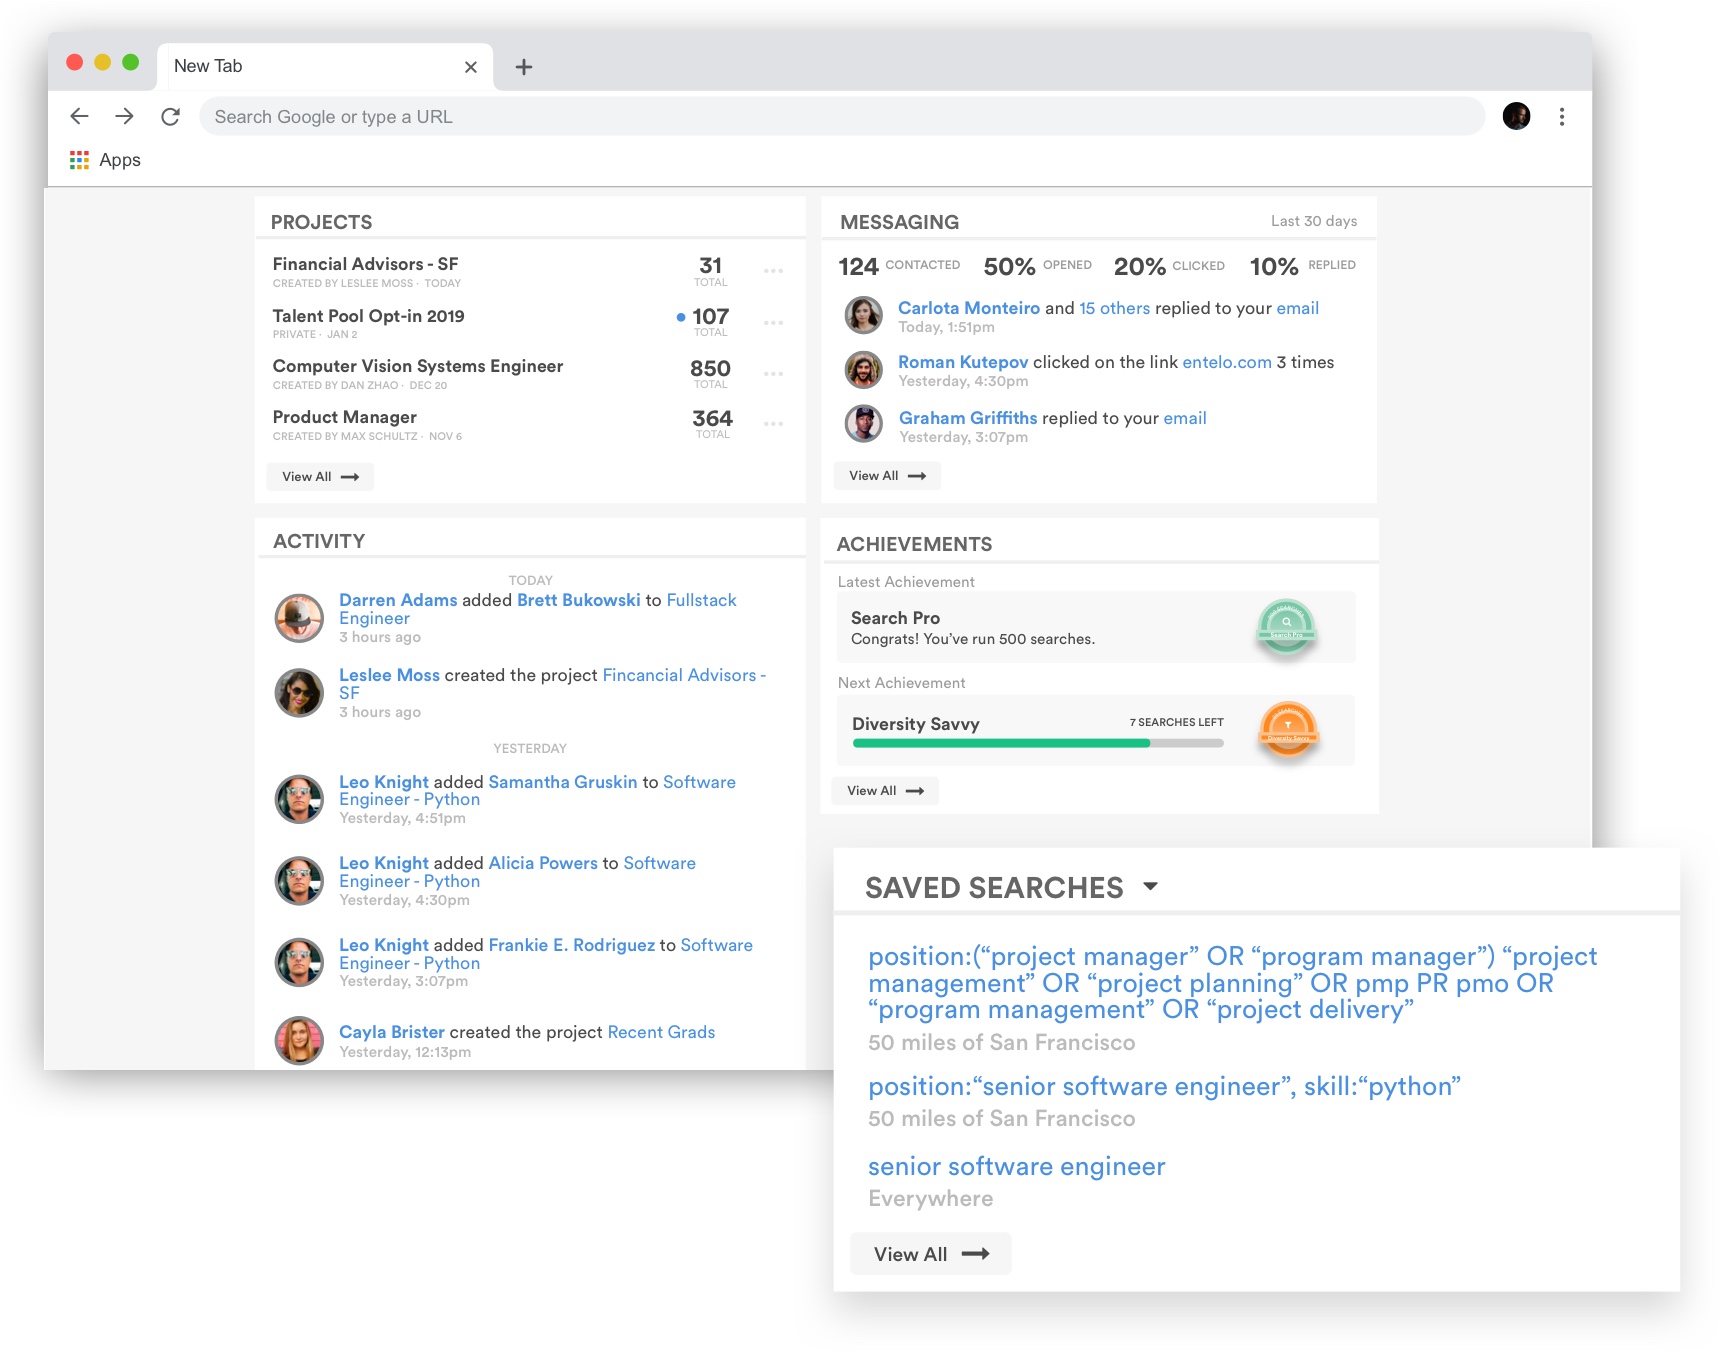 New Tab
Search Google or type a URL
Apps
PROJECTS
Financial Advisors - SF
31
CREATED BY LESLEE MOSS · TODAY
TOTAL
Talent Pool Opt-in 2019
107
PRIVATE · JAN 2
TOTAL
Computer Vision Systems Engineer
850
CREATED BY DAN ZHAO · DEC 20
TOTAL
Product Manager
364
CREATED BY MAX SCHULTZ · NOV 6
TOTAL
View All
MESSAGING
Last 30 days
124 CONTACTED 50% OPENED 20% CLICKED 10% REPLIED
Carlota Monteiro and 15 others replied to your email
Today, 1:51pm
Roman Kutepov clicked on the link entelo.com 3 times
Yesterday, 4:30pm
Graham Griffiths replied to your email
Yesterday, 3:07pm
View All
ACTIVITY
TODAY
Darren Adams added Brett Bukowski to Fullstack
Engineer
3 hours ago
Leslee Moss created the project Fincancial Advisors -
SF
3 hours ago
YESTERDAY
Leo Knight added Samantha Gruskin to Software
Engineer - Python
Yesterday, 4:51pm
Leo Knight added Alicia Powers to Software
Engineer - Python
Yesterday, 4:30pm
Leo Knight added Frankie E. Rodriguez to Software
Engineer - Python
Yesterday, 3:07pm
Cayla Brister created the project Recent Grads
Yesterday, 12:13pm
ACHIEVEMENTS
Latest Achievement
Search Pro
Congrats! You’ve run 500 searches.
Search Pro
Next Achievement
Diversity Savvy
7 SEARCHES LEFT
Diversity Savvy
View All
SAVED SEARCHES
position:(“project manager” OR “program manager”) “project
management” OR “project planning” OR pmp PR pmo OR
“program management” OR “project delivery”
50 miles of San Francisco
position:“senior software engineer”, skill:“python”
50 miles of San Francisco
senior software engineer
Everywhere
View All